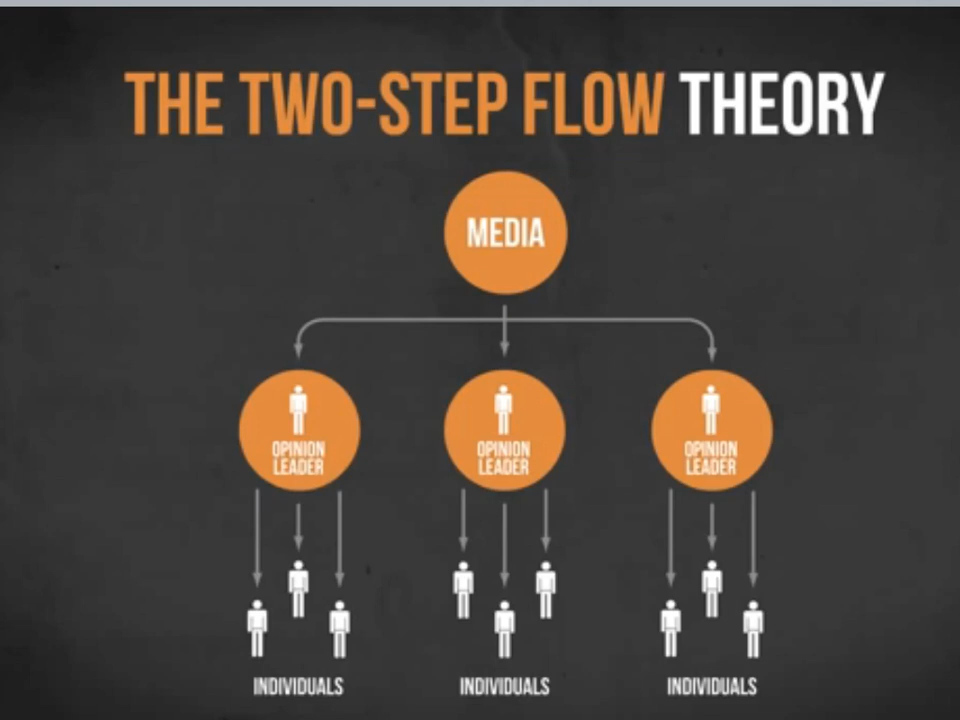 THE TWO-STEP FLOW THEORY
MEDIA
OPINION
LEADER
OPINION
LEADER
OPINION
LEADER
INDIVIDUALS
INDIVIDUALS
INDIVIDUALS